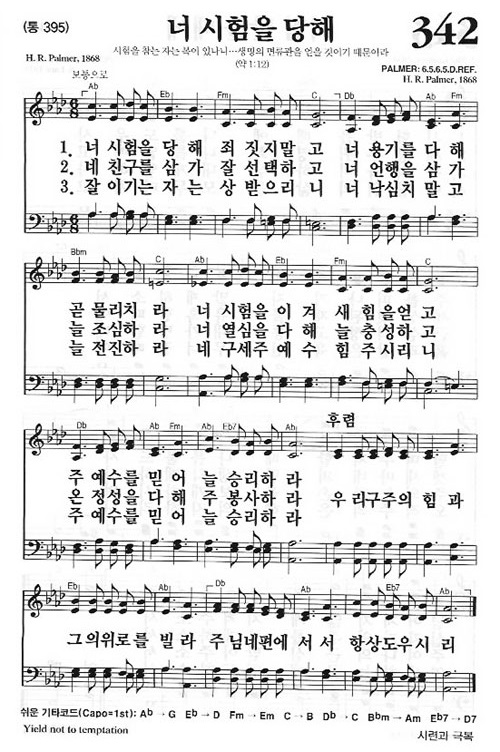 (통 395)
너 시험을 당해
342
시험을 참는 자는 복이 있나니…생명의 면류관을 얻을 것이기 때문이라
(약 1:12)
H. R. Palmer, 1868
PALMER: 6.5.6.5.D.REF.
H. R. Palmer, 1868
보통으로
Ab Fm C Db Ab Fm
1. 너 시험을 당 해 죄 짓지말 고 너 용기를 다 해
2. 네 친구를 삼 가 잘 선택하 고 너 언행을 삼 가
3. 잘 이기는 자 는 상 받으리 니 너 낙심치 말 고
Bbm C Ab Eb Fm C
곧 물리치 라 너 시험을 이 겨 새 힘을얻 고
늘 조심하 라 너 열심을 다 해 늘 충성하 고
늘 전진하 라 네 구세주 예 수 힘 주시리 니
후렴
Db Ab Fm Ab Eb7 Ab Eb Ab
주 예수를 믿 어 늘 승리하 라
온 정성을 다 해 주 봉사하 라 우 리구주의 힘 과
주 예수를 믿 어 늘 승리하 라
Eb Ab Db Ab Eb7 Ab
그의위로를 빌 라 주 님네편에 서 서 항상도우시 리
쉬운 기타코드(Capo=1st): Ab→G Eb→D Fm→Em C→B Db→C Bbm→Am Eb7→D7
Yield not to temptation
시련과 극복